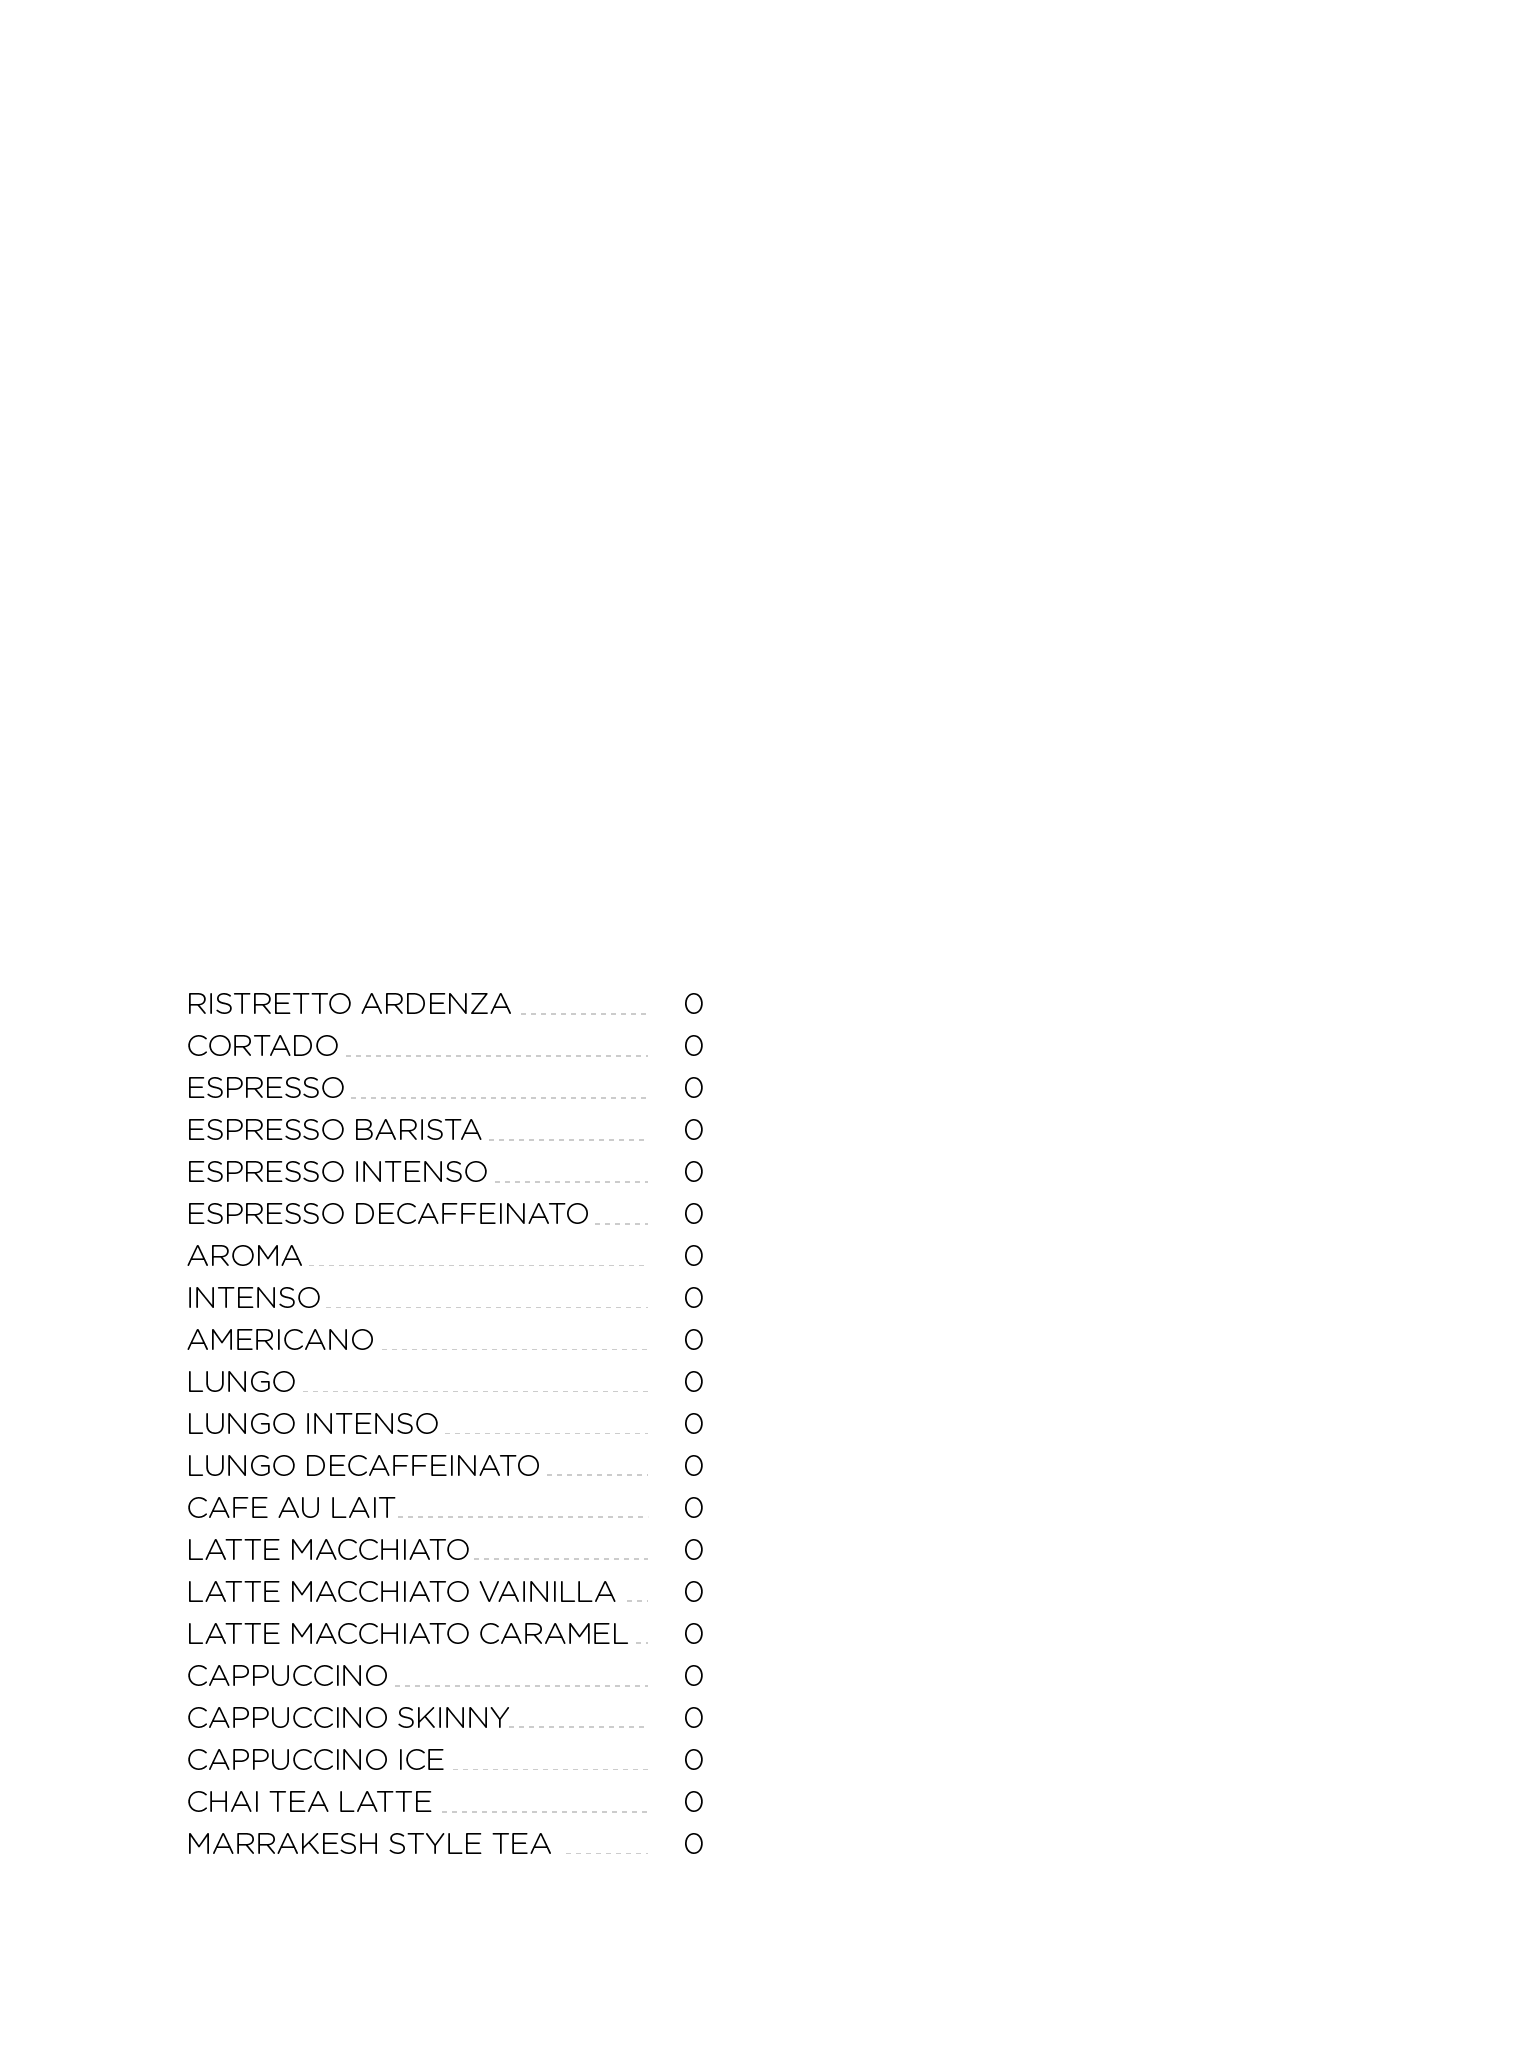 RISTRETTO ARDENZA 0
CORTADO 0
ESPRESSO 0
ESPRESSO BARISTA 0
ESPRESSO INTENSO 0
ESPRESSO DECAFFEINATO 0
AROMA 0
INTENSO 0
AMERICANO 0
LUNGO 0
LUNGO INTENSO 0
LUNGO DECAFFEINATO 0
CAFE AU LAIT 0
LATTE MACCHIATO 0
LATTE MACCHIATO VAINILLA 0
LATTE MACCHIATO CARAMEL 0
CAPPUCCINO 0
CAPPUCCINO SKINNY 0
CAPPUCCINO ICE 0
CHAI TEA LATTE 0
MARRAKESH STYLE TEA 0